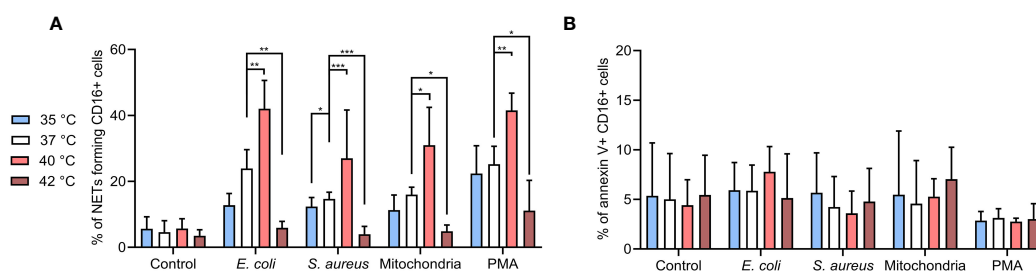 A
% of NETs forming CD16+ cells
60
40
20
0
** **
*** *** *
* *
* **
35 °C
37 °C
40 °C
42 °C
Control E. coli S. aureus Mitochondria PMA
B
% of annexin V+ CD16+ cells
20
15
10
5
0
Control E. coli S. aureus Mitochondria PMA